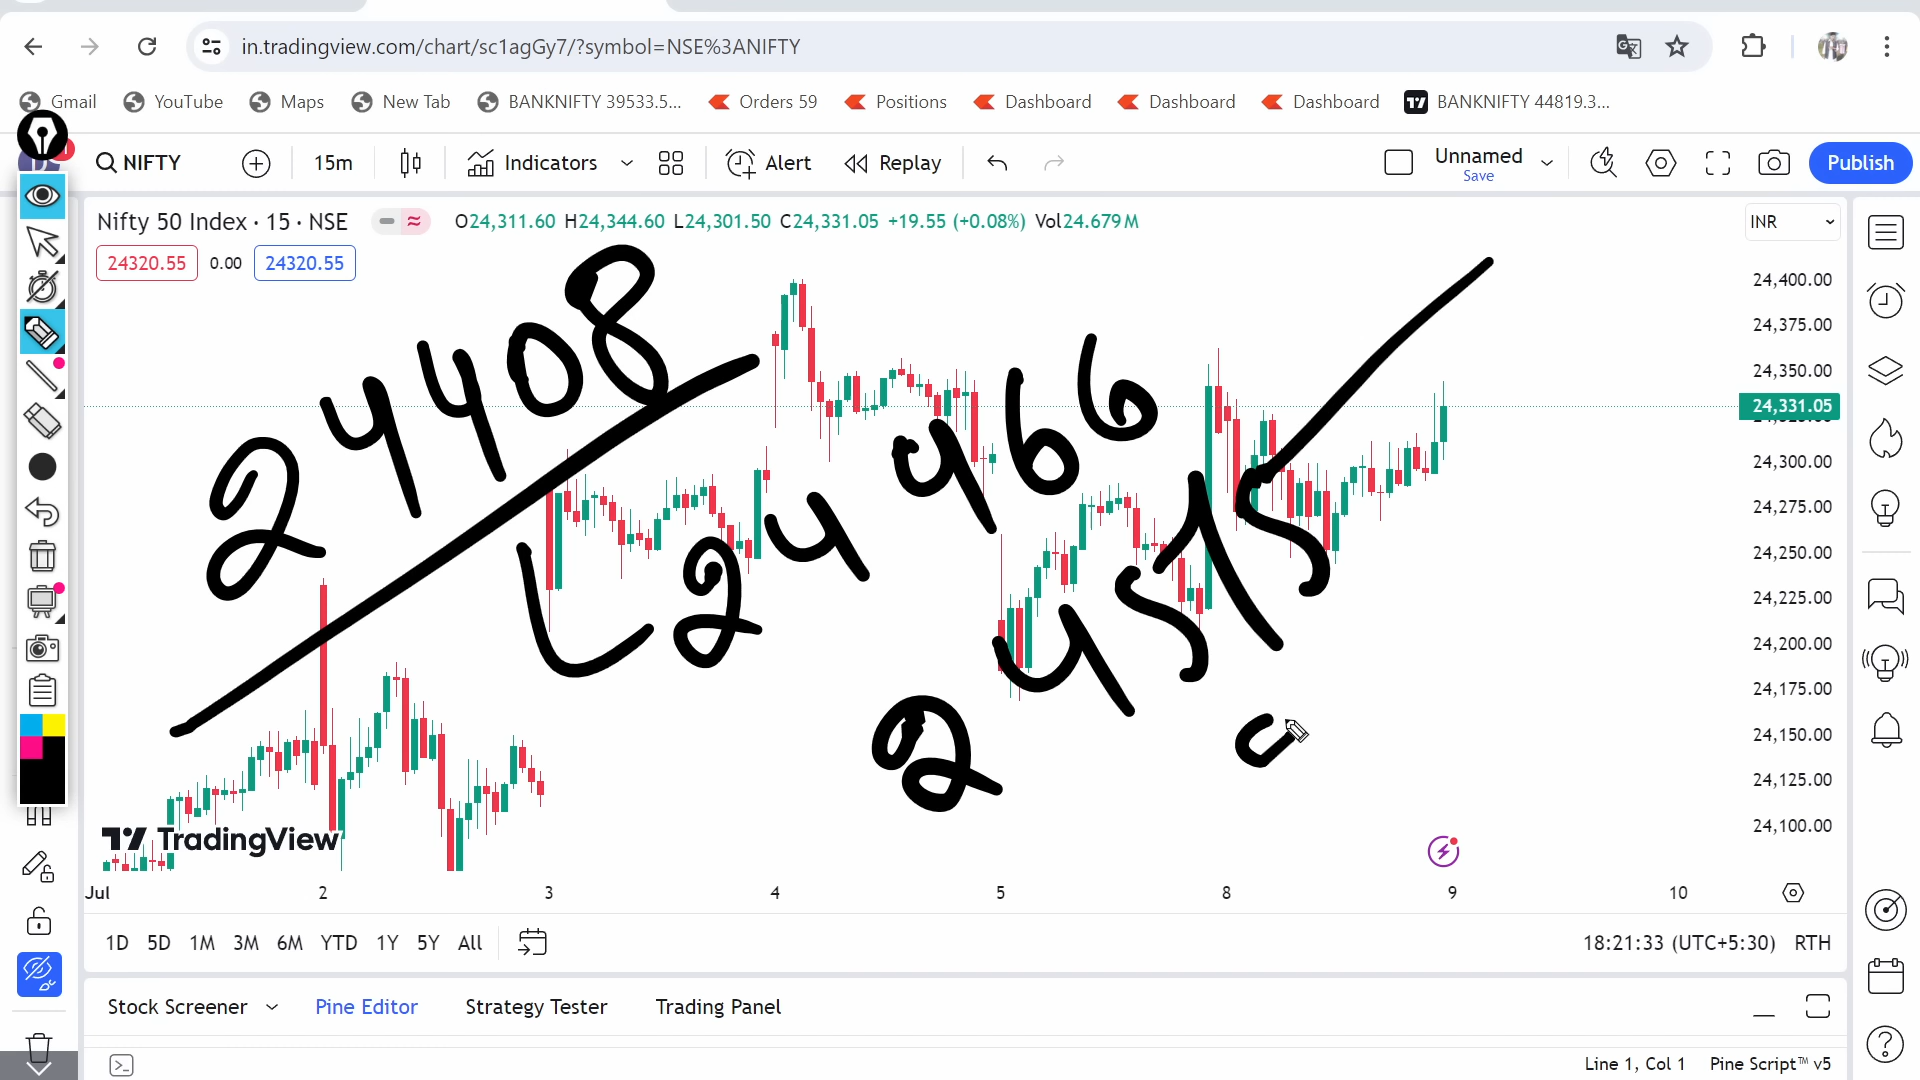 in.tradingview.com/chart/sc1agGy7/?symbol=NSE%3ANIFTY
Gmail YouTube Maps New Tab BANKNIFTY 39533.5... Orders 59 Positions Dashboard Dashboard Dashboard BANKNIFTY 44819.3...
NIFTY 15m Indicators Alert Replay Unnamed Save Publish
Nifty 50 Index · 15 · NSE O24,311.60 H24,344.60 L24,301.50 C24,331.05 +19.55 (+0.08%) Vol24.679M INR
24320.55 0.00 24320.55
24408
24466
24515
24,400.00
24,375.00
24,350.00
24,331.05
24,300.00
24,275.00
24,250.00
24,225.00
24,200.00
24,175.00
24,150.00
24,125.00
24,100.00
TradingView
Jul 2 3 4 5 8 9 10
1D 5D 1M 3M 6M YTD 1Y 5Y All 18:21:33 (UTC+5:30) RTH
Stock Screener Pine Editor Strategy Tester Trading Panel
Line 1, Col 1 Pine Script™ v5